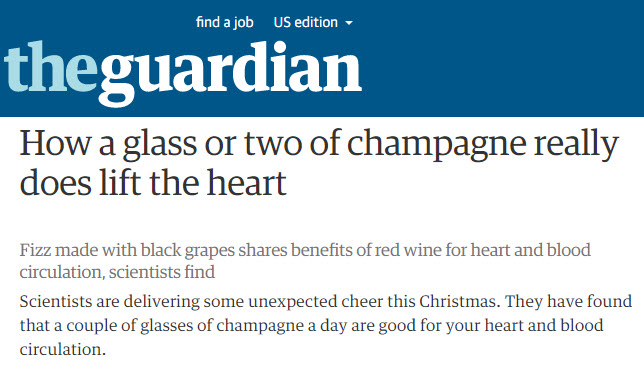 find a job US edition
theguardian
How a glass or two of champagne really
does lift the heart
Fizz made with black grapes shares benefits of red wine for heart and blood
circulation, scientists find
Scientists are delivering some unexpected cheer this Christmas. They have found
that a couple of glasses of champagne a day are good for your heart and blood
circulation.